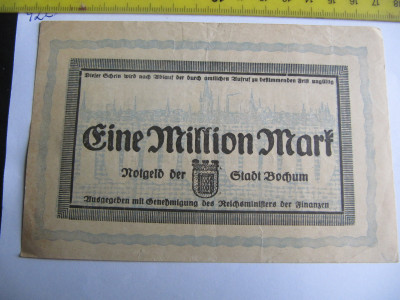 Dieser Schein wird nach Ablauf der durch amtlichen Aufruf zu bestimmenden Frist ungültig
Eine Million Mark
Notgeld der Stadt Bochum
Ausgegeben mit Genehmigung des Reichsministers der Finanzen